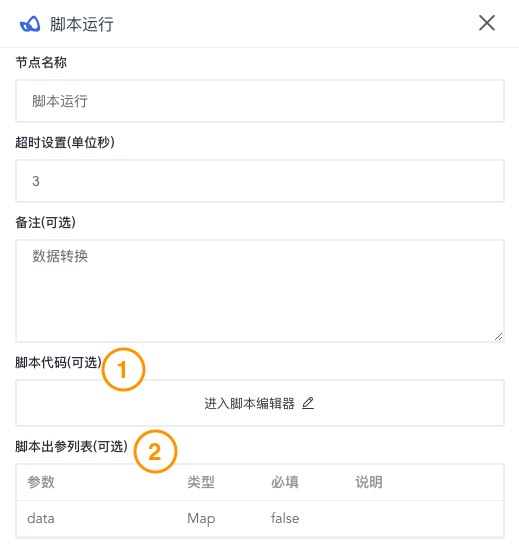 脚本运行
节点名称
脚本运行
超时设置(单位秒)
3
备注(可选)
数据转换
脚本代码(可选) 1
进入脚本编辑器
脚本出参列表(可选) 2
参数 类型 必填 说明
data Map false